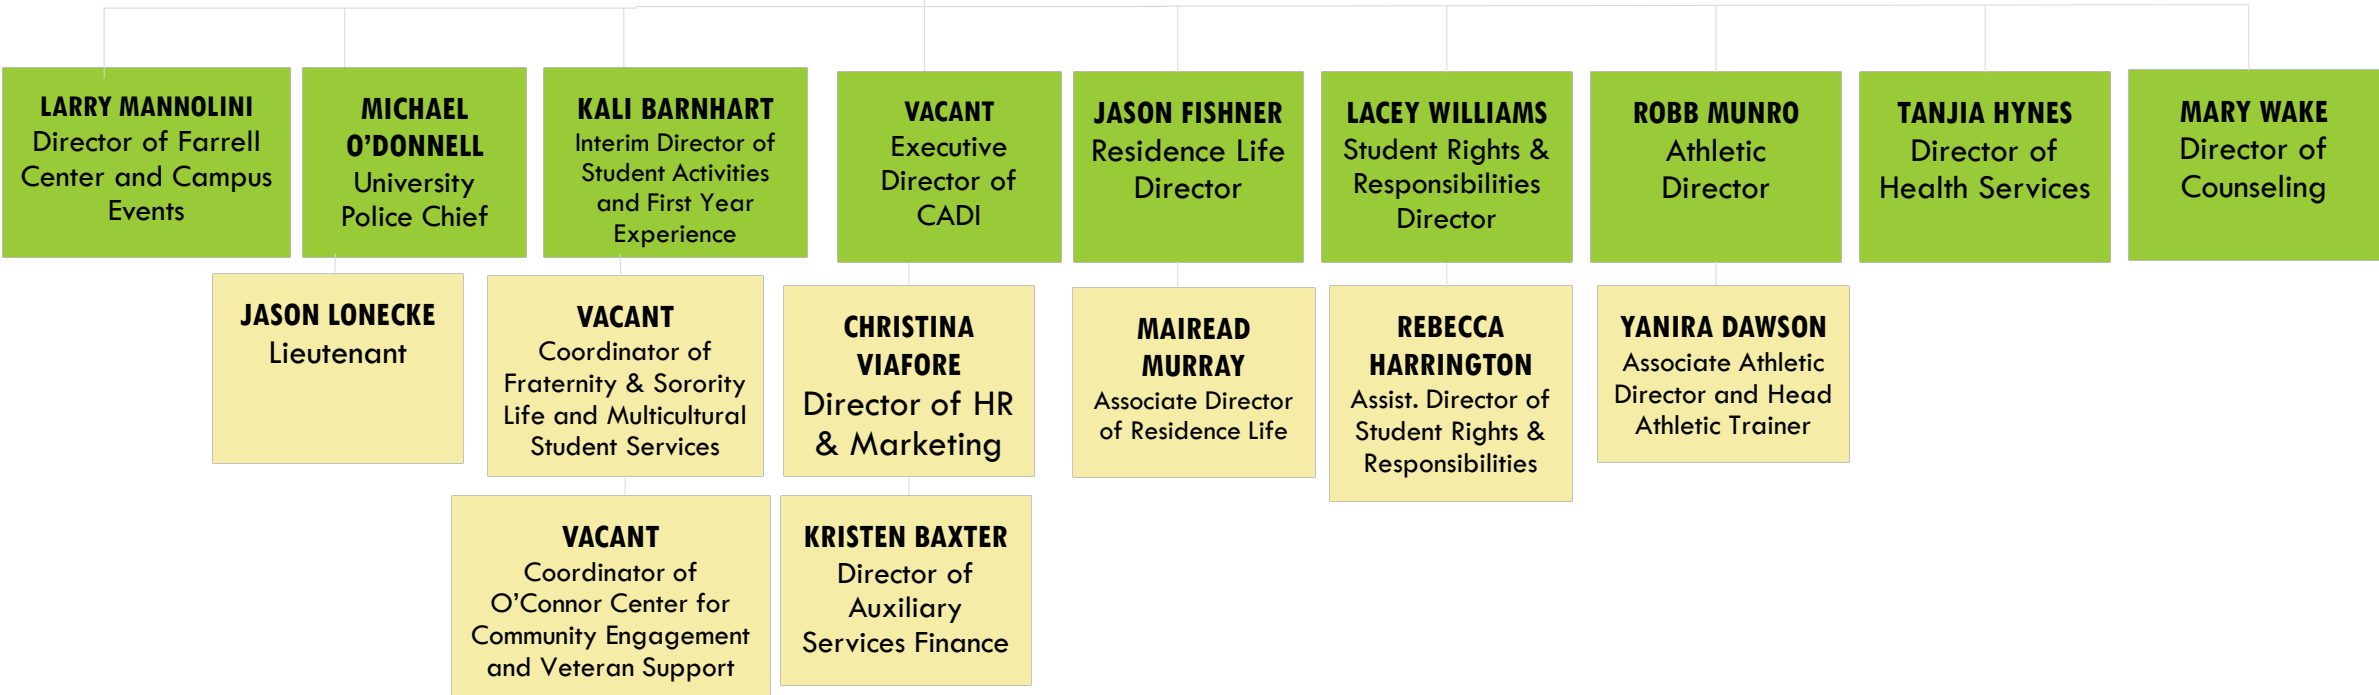 LARRY MANNOLINI
Director of Farrell
Center and Campus
Events
MICHAEL
O’DONNELL
University
Police Chief
KALI BARNHART
Interim Director of
Student Activities
and First Year
Experience
VACANT
Executive
Director of
CADI
JASON FISHNER
Residence Life
Director
LACEY WILLIAMS
Student Rights &
Responsibilities
Director
ROBB MUNRO
Athletic
Director
TANJIA HYNES
Director of
Health Services
MARY WAKE
Director of
Counseling
JASON LONECKE
Lieutenant
VACANT
Coordinator of
Fraternity & Sorority
Life and Multicultural
Student Services
CHRISTINA
VIAFORE
Director of HR
& Marketing
MAIREAD
MURRAY
Associate Director
of Residence Life
REBECCA
HARRINGTON
Assist. Director of
Student Rights &
Responsibilities
YANIRA DAWSON
Associate Athletic
Director and Head
Athletic Trainer
VACANT
Coordinator of
O’Connor Center for
Community Engagement
and Veteran Support
KRISTEN BAXTER
Director of
Auxiliary
Services Finance